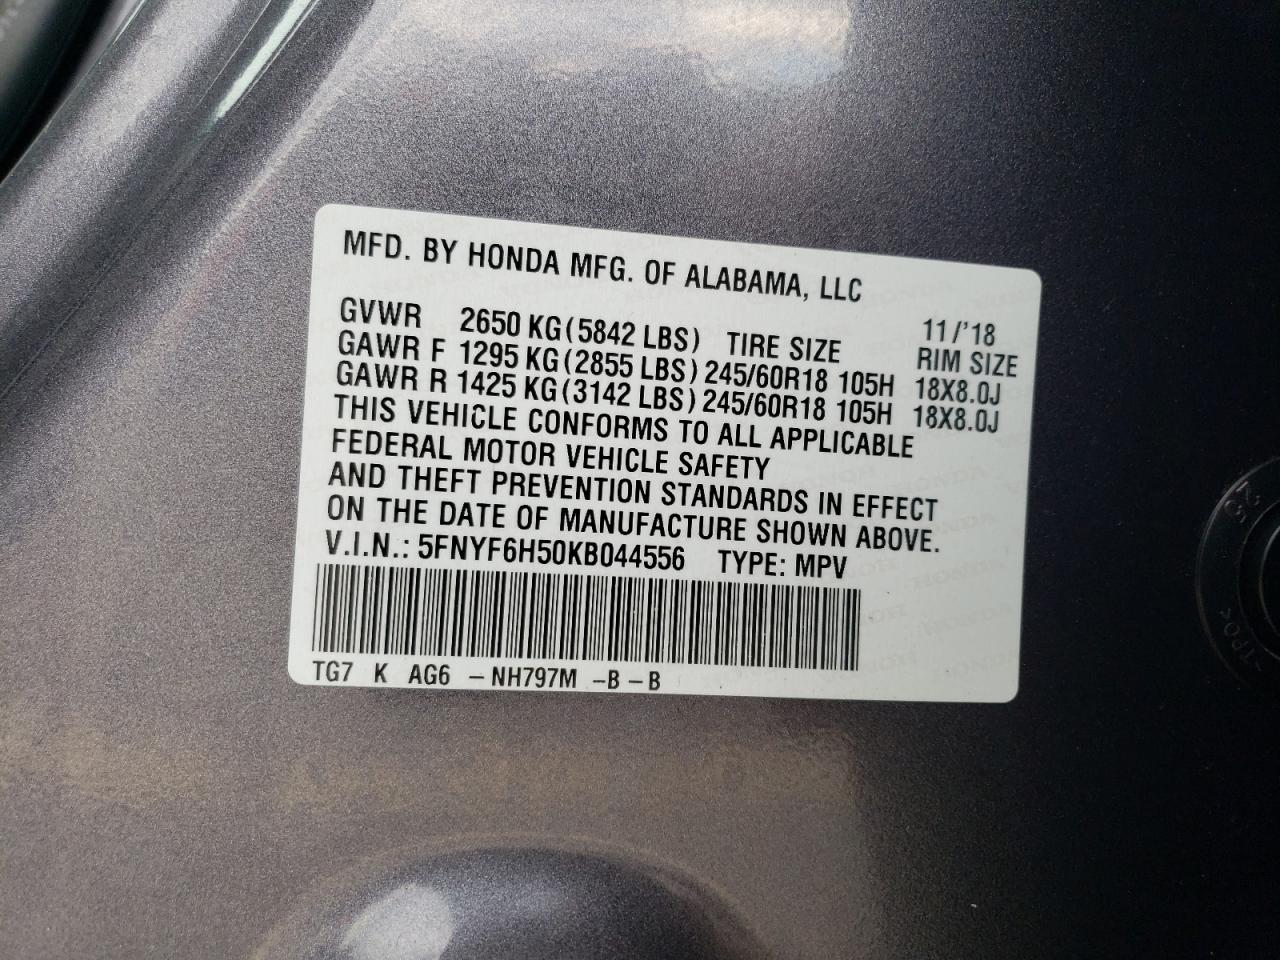 MFD. BY HONDA MFG. OF ALABAMA, LLC
11/'18
GVWR 2650 KG(5842 LBS) TIRE SIZE RIM SIZE
GAWR F 1295 KG(2855 LBS) 245/60R18 105H 18X8.0J
GAWR R 1425 KG(3142 LBS) 245/60R18 105H 18X8.0J
THIS VEHICLE CONFORMS TO ALL APPLICABLE
FEDERAL MOTOR VEHICLE SAFETY
AND THEFT PREVENTION STANDARDS IN EFFECT
ON THE DATE OF MANUFACTURE SHOWN ABOVE.
V.I.N.: 5FNYF6H50KB044556 TYPE: MPV
TG7 K AG6 –NH797M –B–B